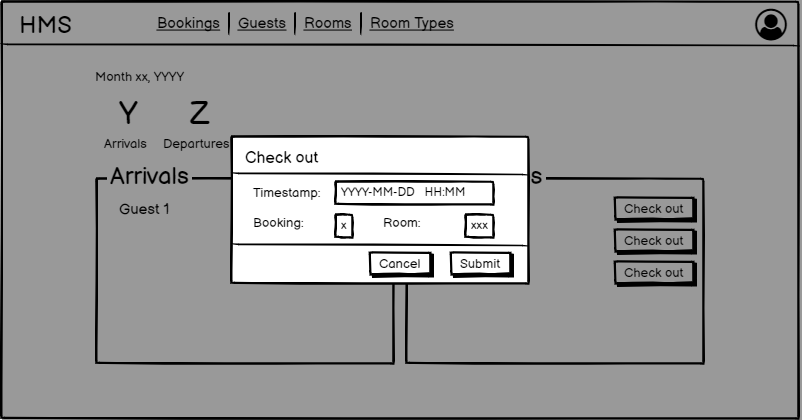 HMS Bookings Guests Rooms Room Types
Month xx, YYYY
Y Z
Arrivals Departures
Arrivals
Guest 1
Check out
Timestamp: YYYY-MM-DD HH:MM
Booking: x Room: xxx
Cancel Submit
s
Check out
Check out
Check out